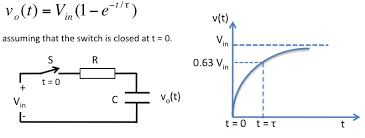 v_o(t) = V_in(1 − e^{−t/τ})
assuming that the switch is closed at t = 0.
S
R
t = 0
+
V_in
-
C
v_o(t)
v(t)
V_in
0.63 V_in
t = 0
t = τ
t